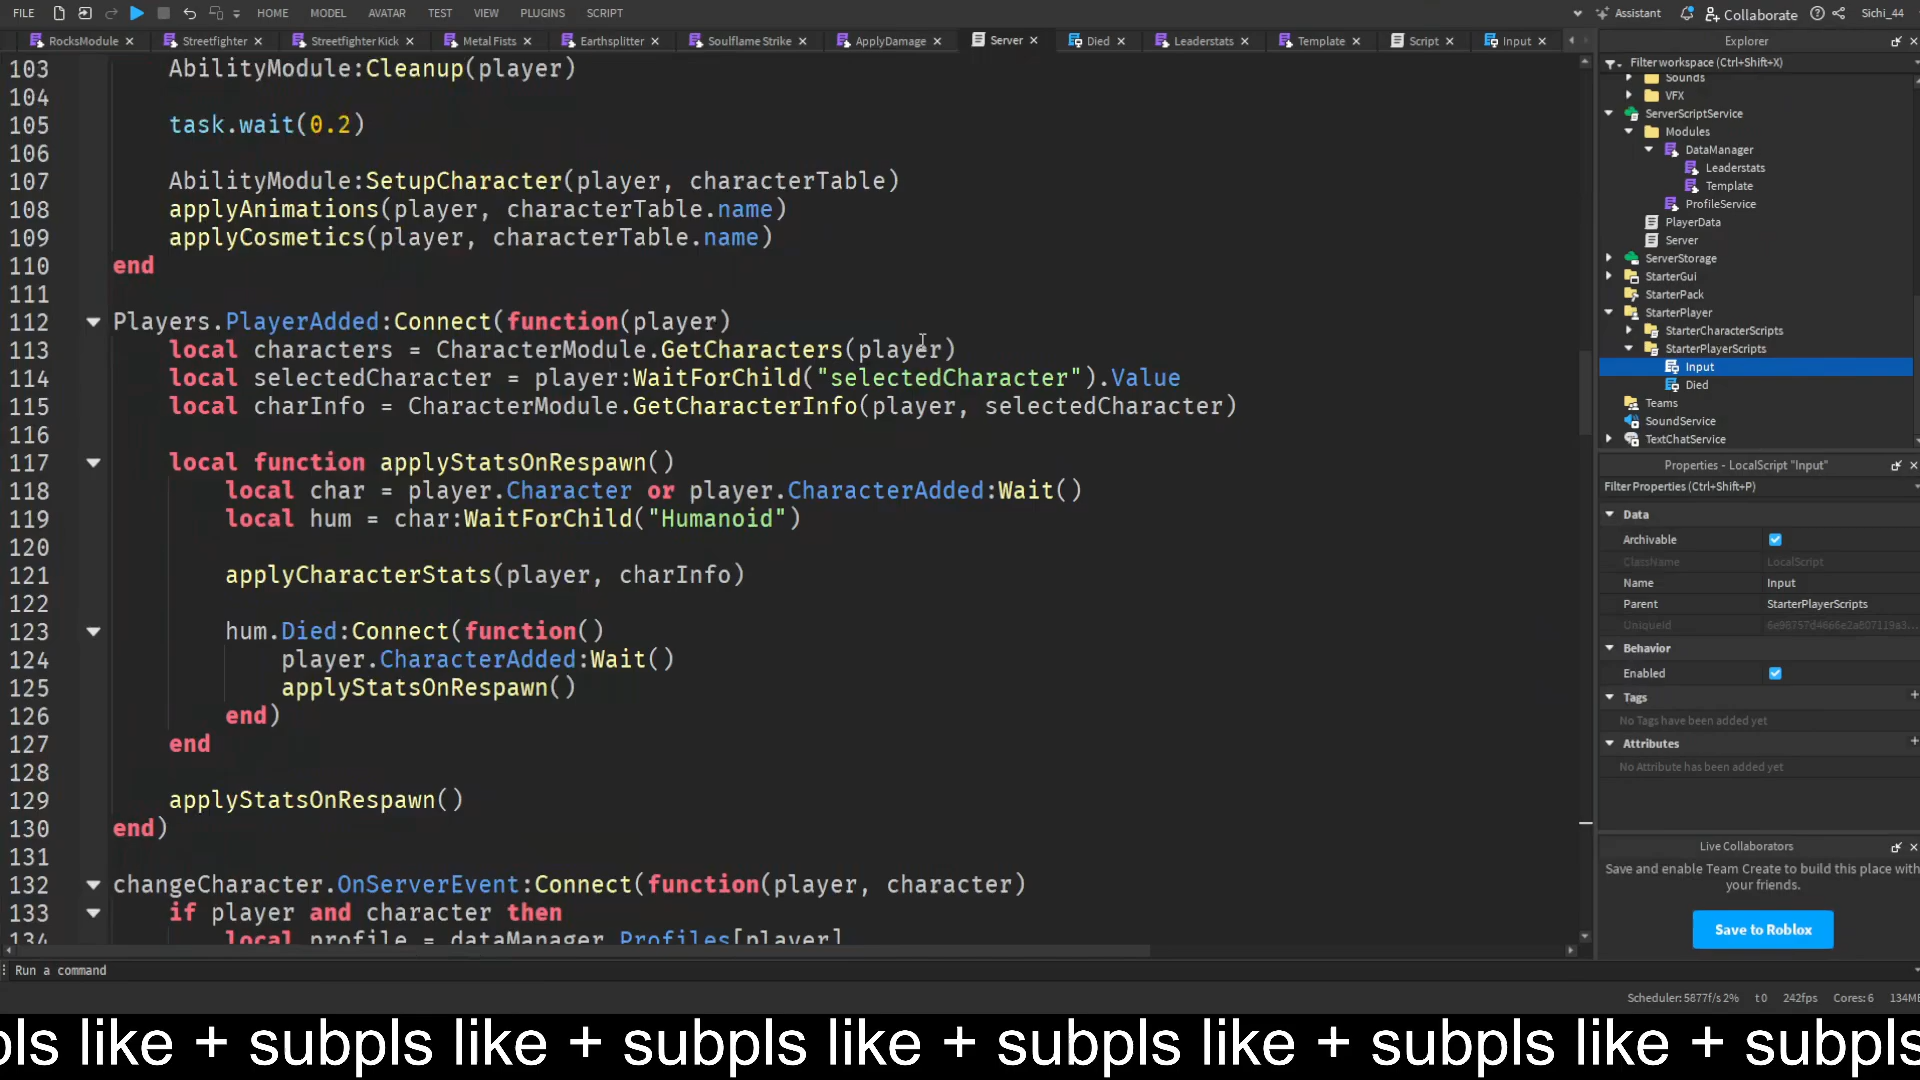 FILE HOME MODEL AVATAR TEST VIEW PLUGINS SCRIPT Assistant Collaborate Sichi_44
RocksModule Streetfighter Streetfighter Kick Metal Fists Earthsplitter Soulflame Strike ApplyDamage Server Died Leaderstats Template Script Input
103 AbilityModule:Cleanup(player)
104
105 task.wait(0.2)
106
107 AbilityModule:SetupCharacter(player, characterTable)
108 applyAnimations(player, characterTable.name)
109 applyCosmetics(player, characterTable.name)
110 end
111
112 Players.PlayerAdded:Connect(function(player)
113 local characters = CharacterModule.GetCharacters(player)
114 local selectedCharacter = player:WaitForChild("selectedCharacter").Value
115 local charInfo = CharacterModule.GetCharacterInfo(player, selectedCharacter)
116
117 local function applyStatsOnRespawn()
118 local char = player.Character or player.CharacterAdded:Wait()
119 local hum = char:WaitForChild("Humanoid")
120
121 applyCharacterStats(player, charInfo)
122
123 hum.Died:Connect(function()
124 player.CharacterAdded:Wait()
125 applyStatsOnRespawn()
126 end)
127 end
128
129 applyStatsOnRespawn()
130 end)
131
132 changeCharacter.OnServerEvent:Connect(function(player, character)
133 if player and character then
134 local profile = dataManager.Profiles[player]
Explorer
Filter workspace (Ctrl+Shift+X)
Sounds
VFX
ServerScriptService
Modules
DataManager
Leaderstats
Template
ProfileService
PlayerData
Server
ServerStorage
StarterGui
StarterPack
StarterPlayer
StarterCharacterScripts
StarterPlayerScripts
Input
Died
Teams
SoundService
TextChatService
Properties - LocalScript "Input"
Filter Properties (Ctrl+Shift+P)
Data
Archivable
ClassName LocalScript
Name Input
Parent StarterPlayerScripts
UniqueId 6e98757d4666e2a807119a3...
Behavior
Enabled
Tags
No Tags have been added yet
Attributes
No Attribute has been added yet
Live Collaborators
Save and enable Team Create to build this place with
your friends.
Save to Roblox
Run a command
Scheduler: 5877f/s 2% t 0 242fps Cores: 6 134M
pls like + subpls like + subpls like + subpls like + subpls like + subpls